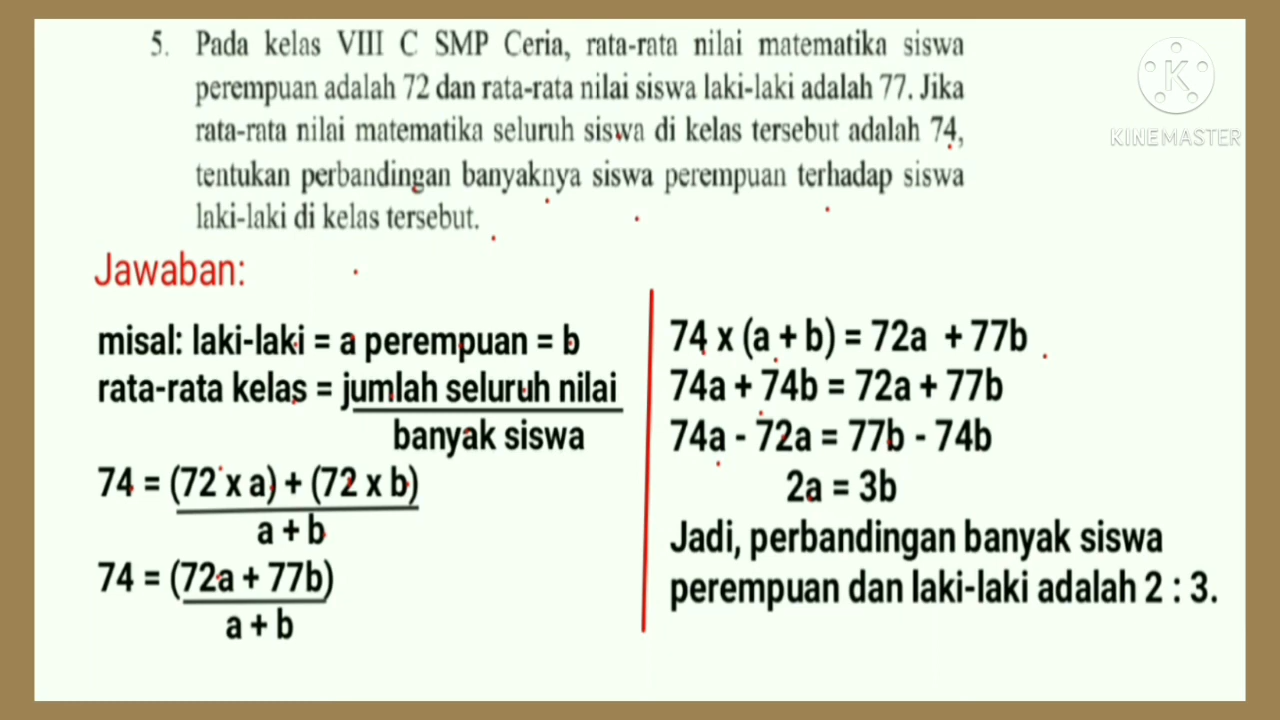 5. Pada kelas VIII C SMP Ceria, rata-rata nilai matematika siswa
perempuan adalah 72 dan rata-rata nilai siswa laki-laki adalah 77. Jika
rata-rata nilai matematika seluruh siswa di kelas tersebut adalah 74,
tentukan perbandingan banyaknya siswa perempuan terhadap siswa
laki-laki di kelas tersebut.
K
KINEMASTER
Jawaban:
misal: laki-laki = a perempuan = b
rata-rata kelas = jumlah seluruh nilai
banyak siswa
74 = (72 x a) + (72 x b)
a + b
74 = (72a + 77b)
a + b
74 x (a + b) = 72a + 77b
74a + 74b = 72a + 77b
74a - 72a = 77b - 74b
2a = 3b
Jadi, perbandingan banyak siswa
perempuan dan laki-laki adalah 2 : 3.